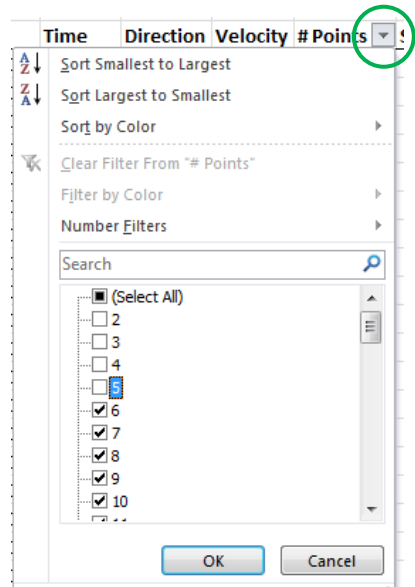 Time Direction Velocity # Points
Sort Smallest to Largest
Sort Largest to Smallest
Sort by Color
Clear Filter From "# Points"
Filter by Color
Number Filters
Search
(Select All)
2
3
4
5
6
7
8
9
10
OK Cancel